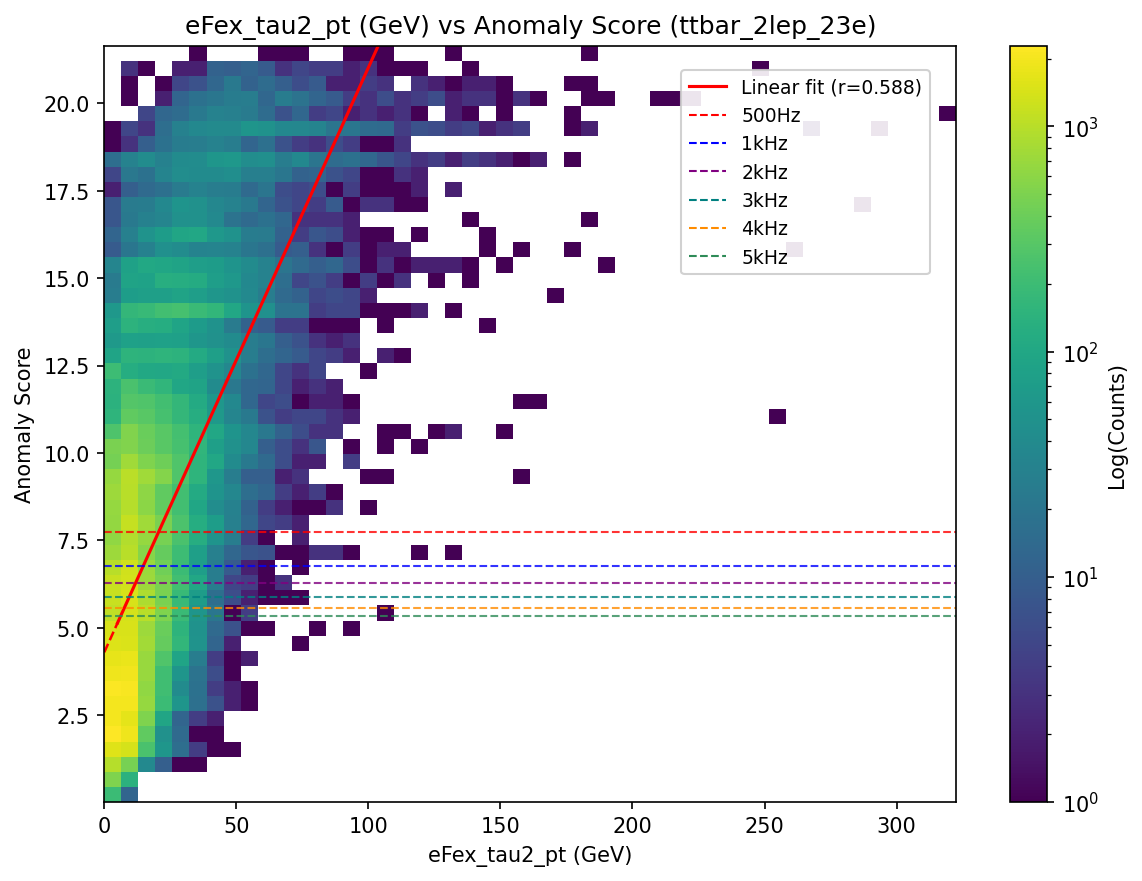 eFex_tau2_pt (GeV) vs Anomaly Score (ttbar_2lep_23e)
Linear fit (r=0.588)
500Hz
1kHz
2kHz
3kHz
4kHz
5kHz
Anomaly Score
20.0
17.5
15.0
12.5
10.0
7.5
5.0
2.5
0 50 100 150 200 250 300
eFex_tau2_pt (GeV)
10³
10²
10¹
10⁰
Log(Counts)